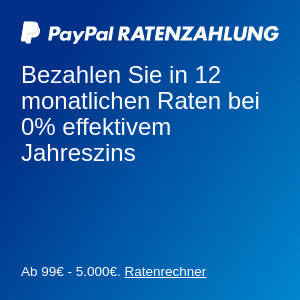 PayPal RATENZAHLUNG
Bezahlen Sie in 12
monatlichen Raten bei
0% effektivem
Jahreszins
Ab 99€ - 5.000€. Ratenrechner